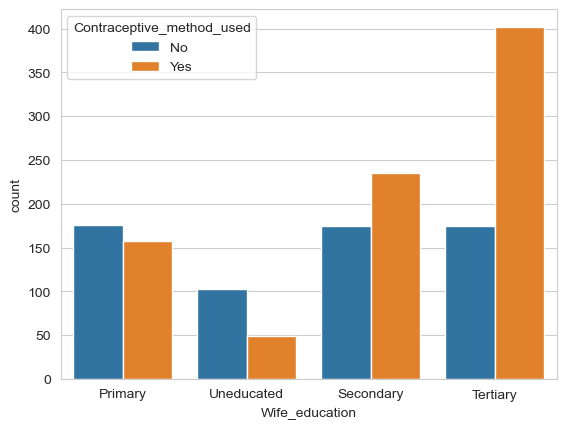 Contraceptive_method_used
No
Yes
400
350
300
250
200
150
100
50
0
count
Primary
Uneducated
Secondary
Tertiary
Wife_education